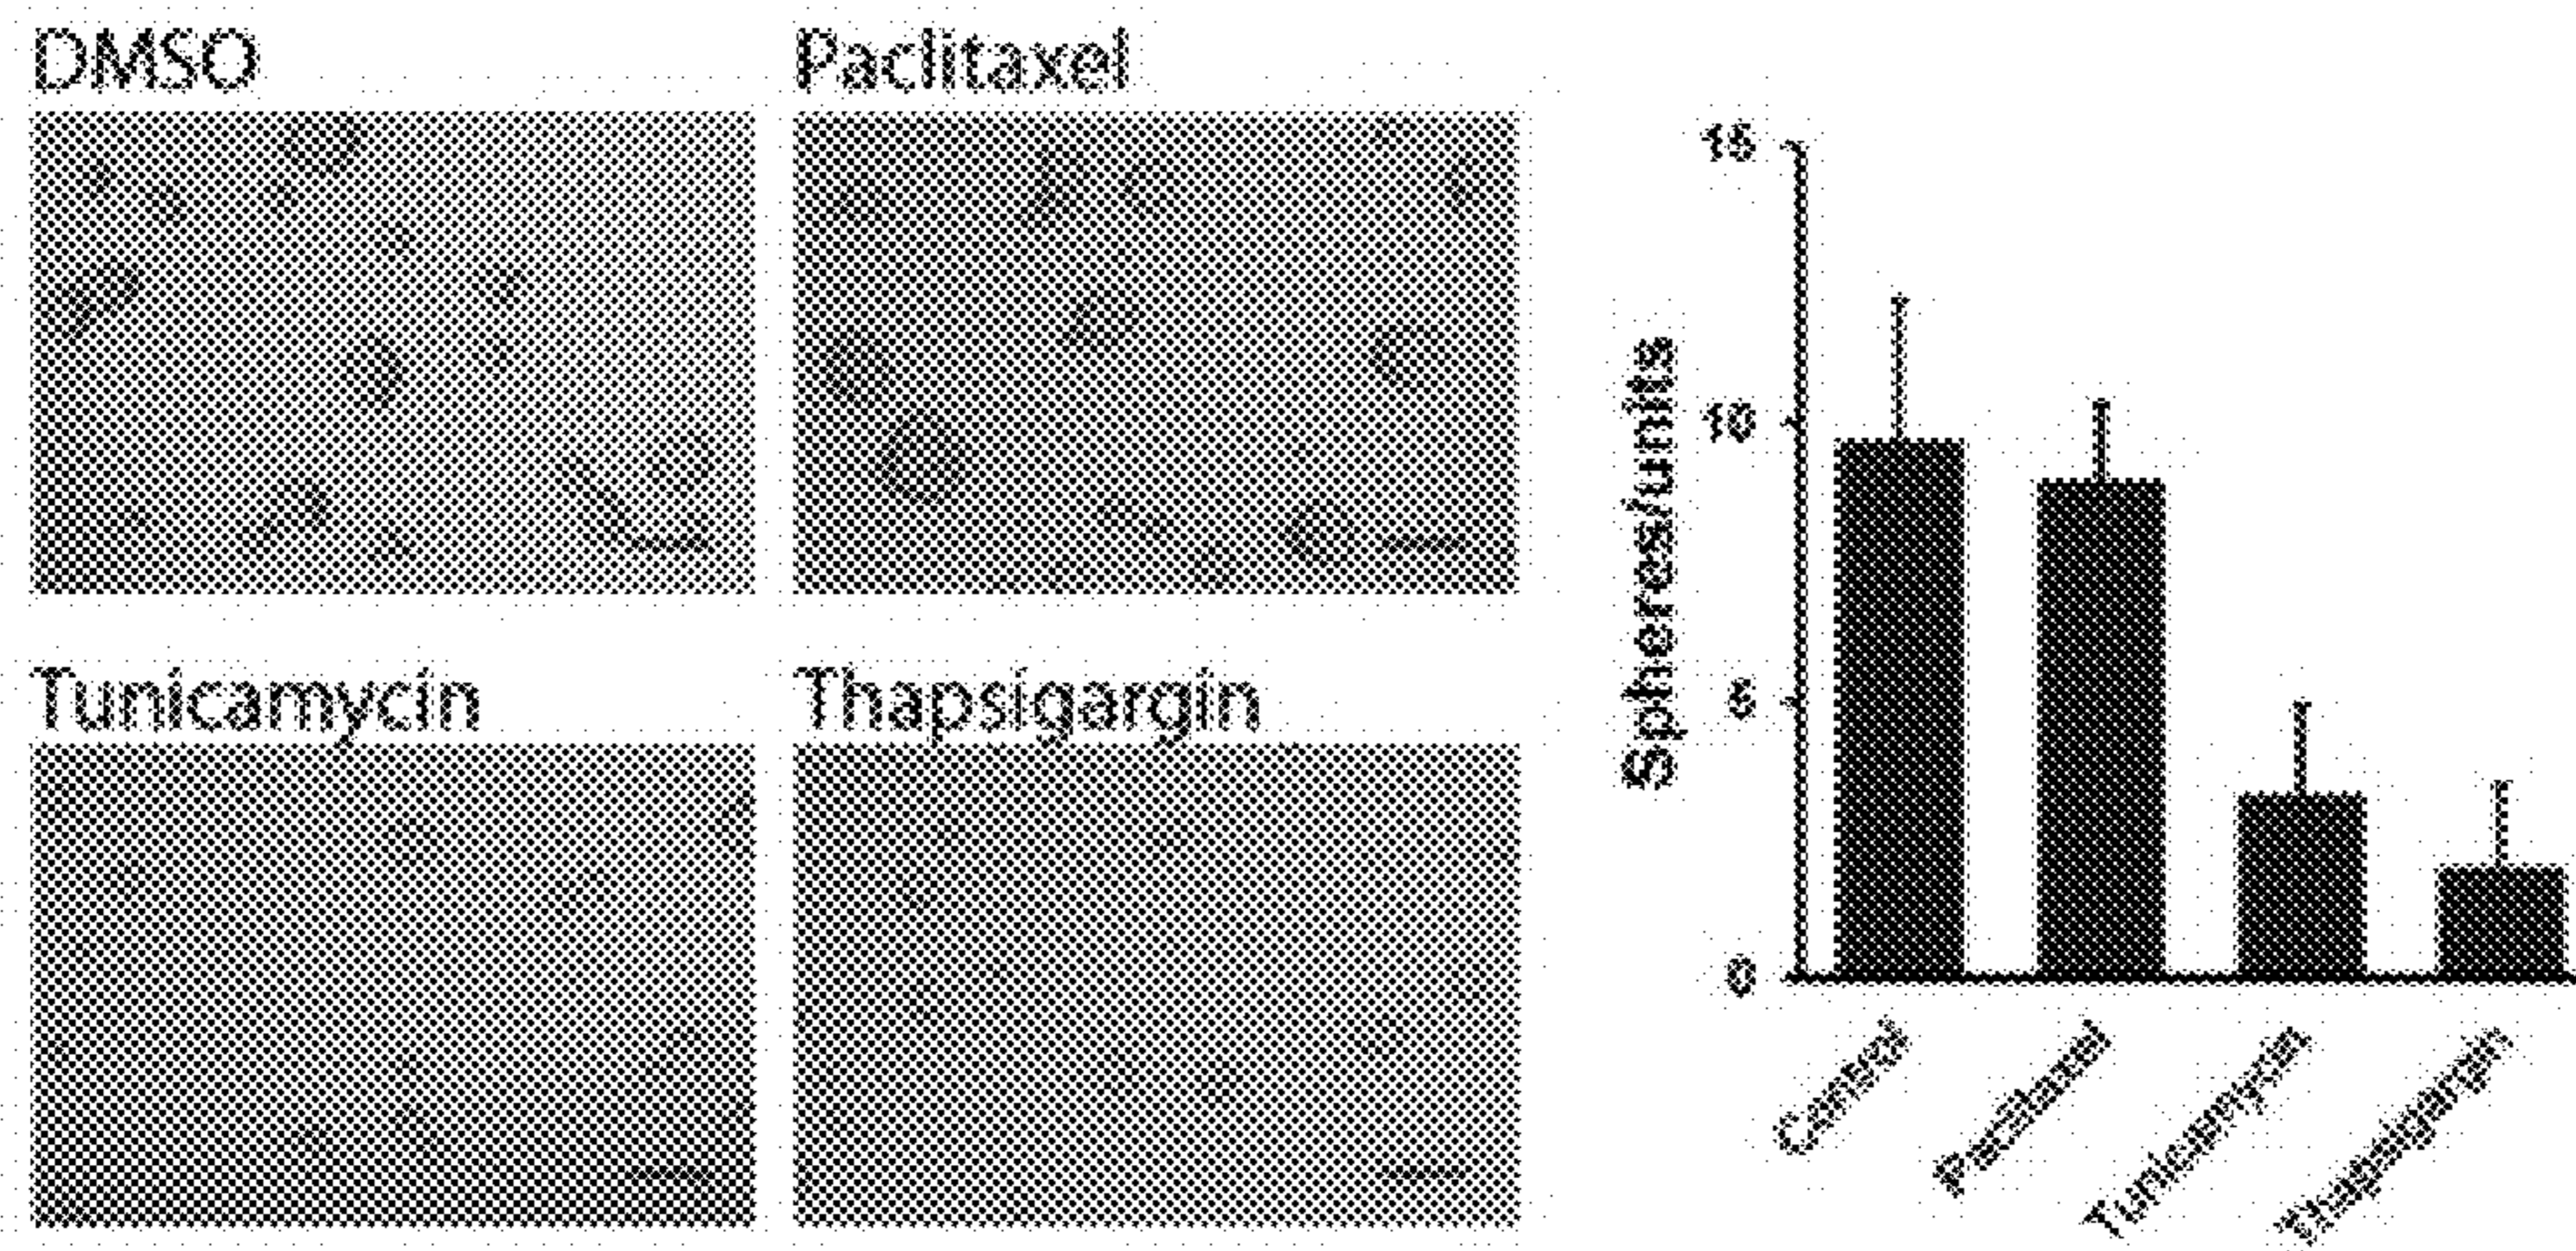 DMSO
Paclitaxel
Tunicamycin
Thapsigargin
Spheres/units
15
10
5
0
Control
Paclitaxel
Tunicamycin
Thapsigargin